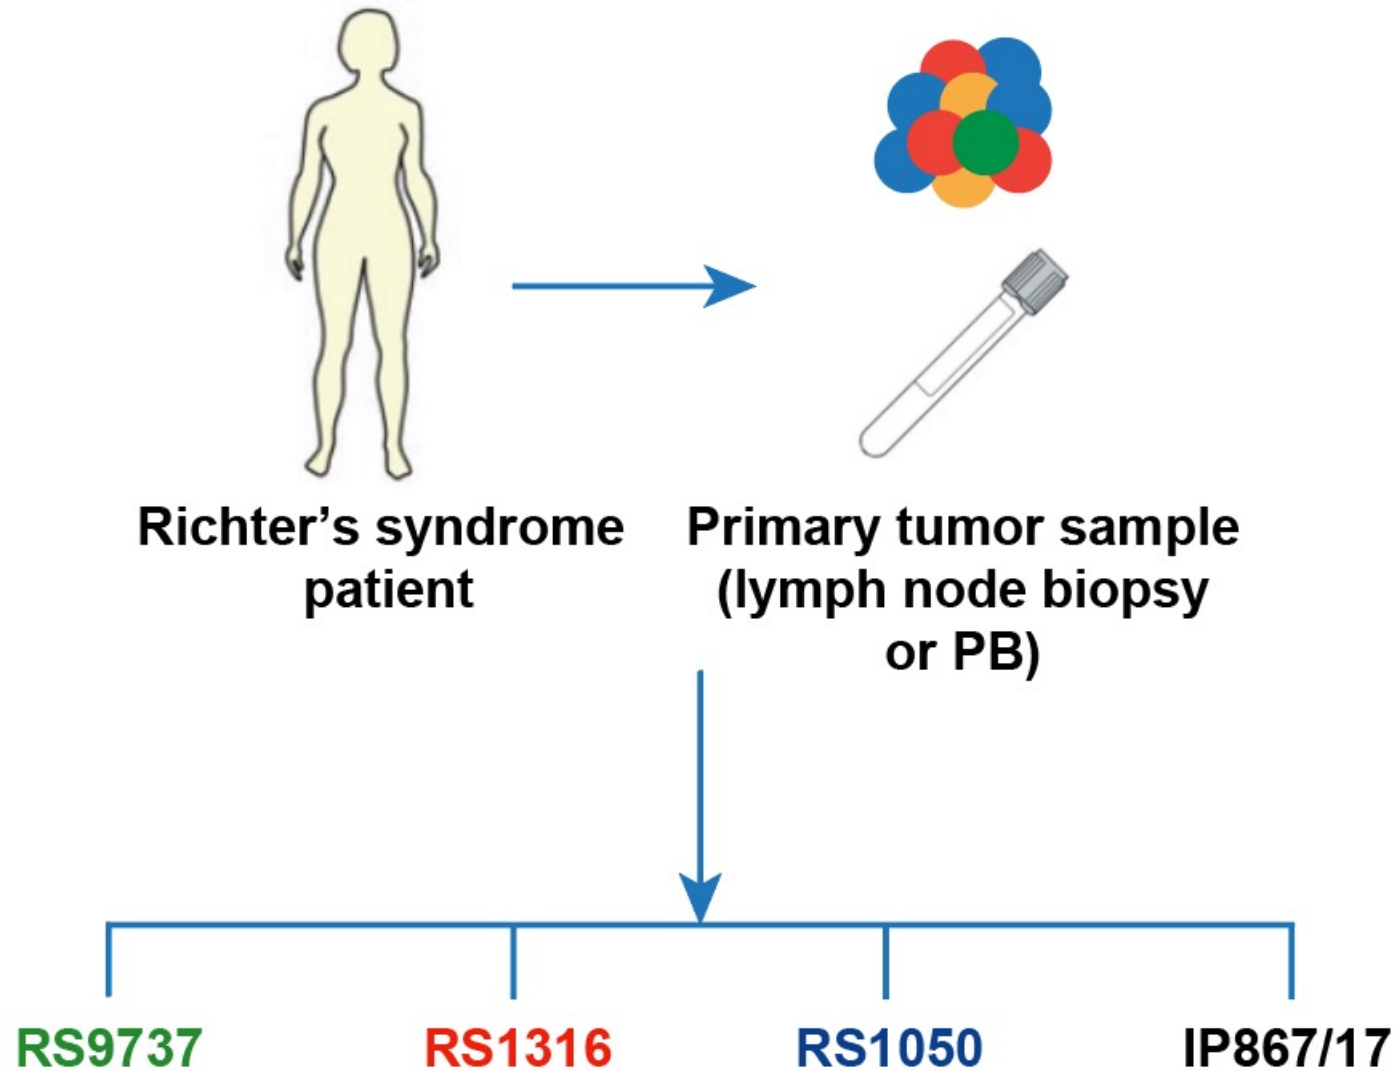 Richter’s syndrome
patient
Primary tumor sample
(lymph node biopsy
or PB)
RS9737
RS1316
RS1050
IP867/17